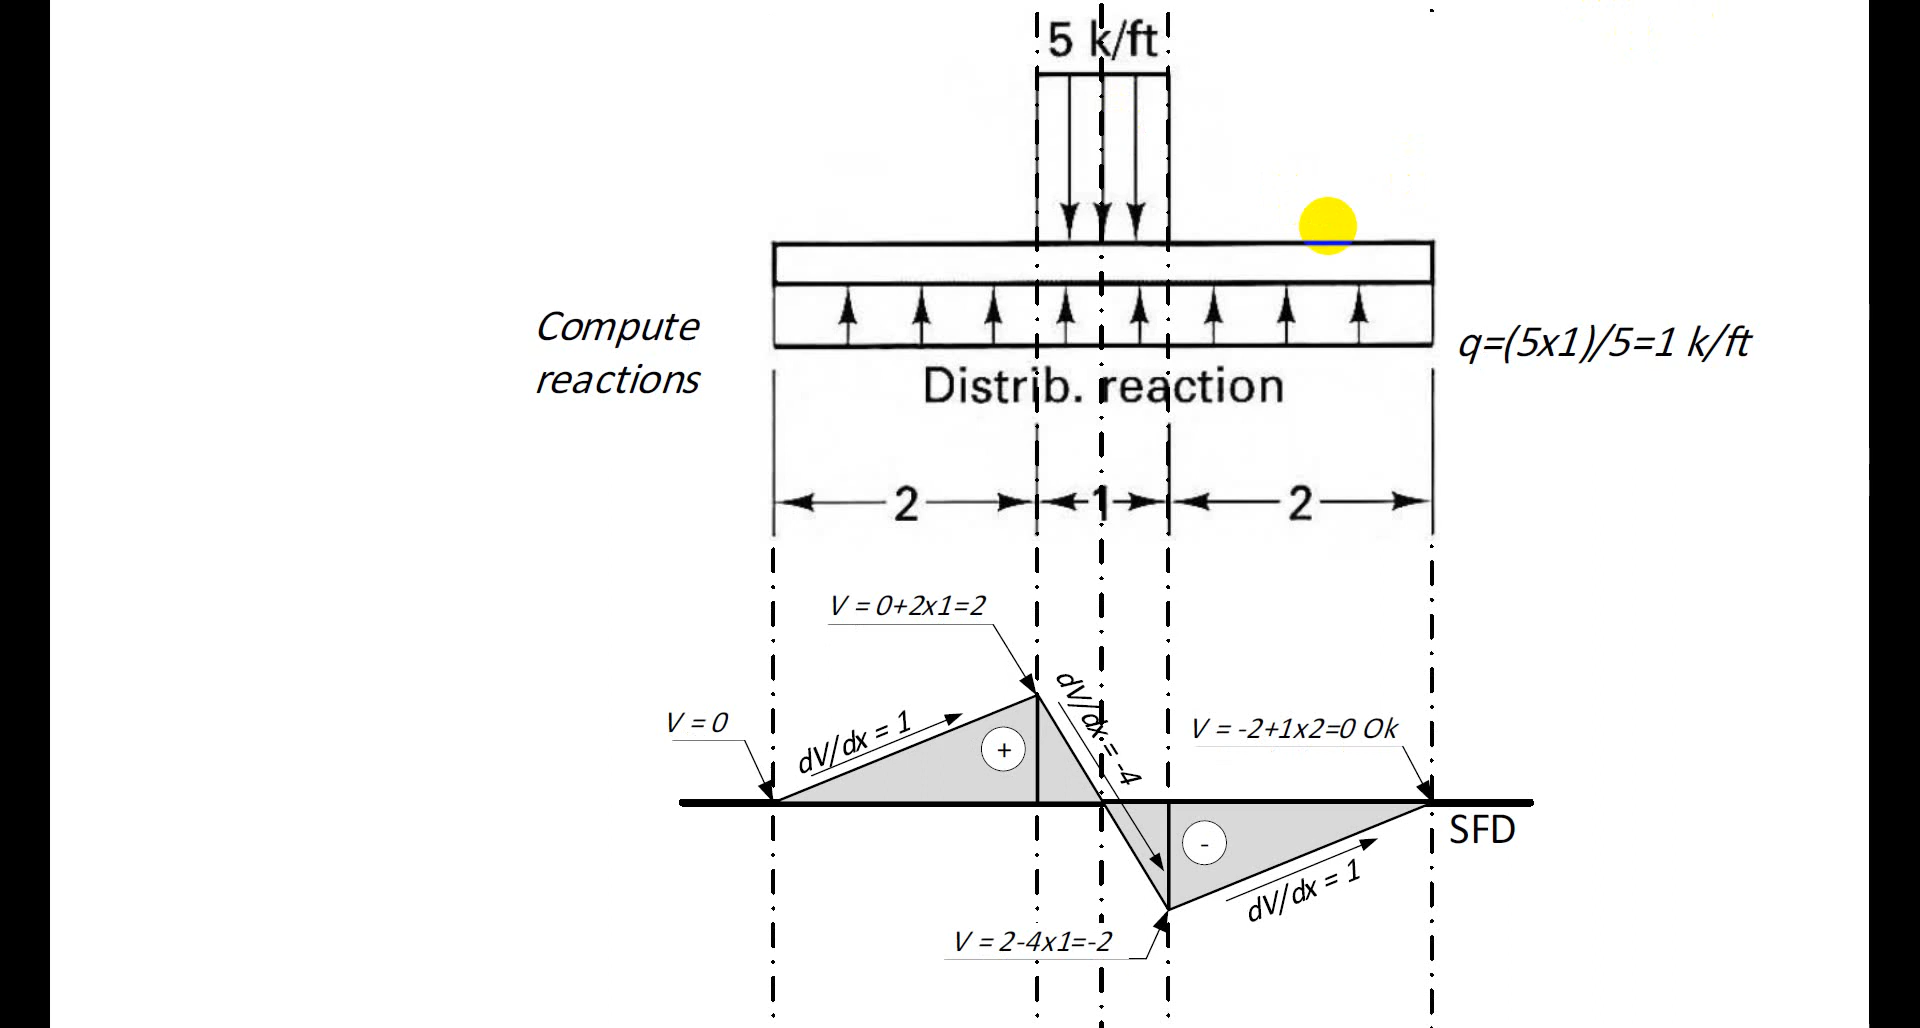 5 k/ft
Compute
reactions
q=(5x1)/5=1 k/ft
Distrib. reaction
2
1
2
V = 0+2x1=2
V = 0
dV/dx = 1
+
dV/dx = -4
V = -2+1x2=0 Ok
-
SFD
dV/dx = 1
V = 2-4x1=-2